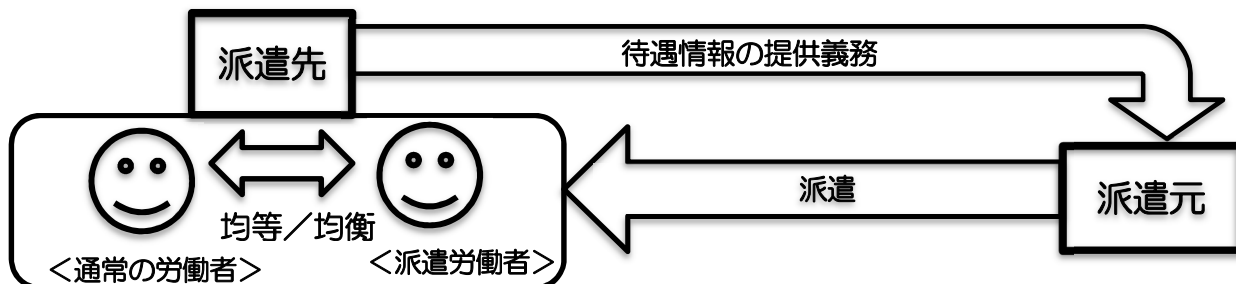 派遣先
待遇情報の提供義務
派遣
派遣元
均等／均衡
＜通常の労働者＞
＜派遣労働者＞